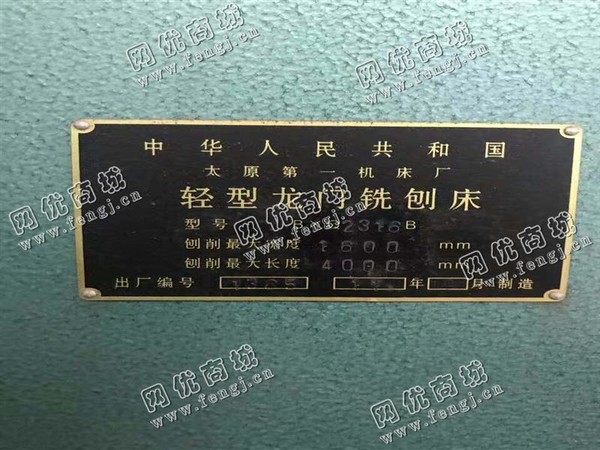 网优商城
www.fengj.cn
网优商城
www.fengj.cn
中华人民共和国
太原第一机床厂
轻型龙门铣刨床
型号 2316B
刨削最大宽度 1600 mm
刨削最大长度 4000 mm
出厂编号 年 月制造
网优商城
www.fengj.cn
网优商城
www.fengj.cn
网优商城
www.fengj.cn
网优商城
www.fengj.cn